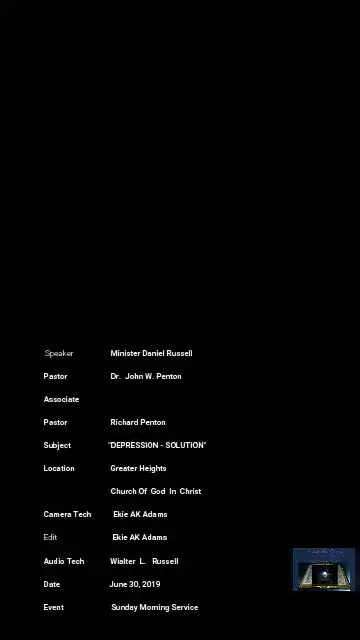 Speaker Minister Daniel Russell
Pastor Dr. John W. Penton
Associate
Pastor Richard Penton
Subject "DEPRESSION - SOLUTION"
Location Greater Heights
Church Of God In Christ
Camera Tech Ekie AK Adams
Edit Ekie AK Adams
Audio Tech Wialter L. Russell
Date June 30, 2019
Event Sunday Morning Service